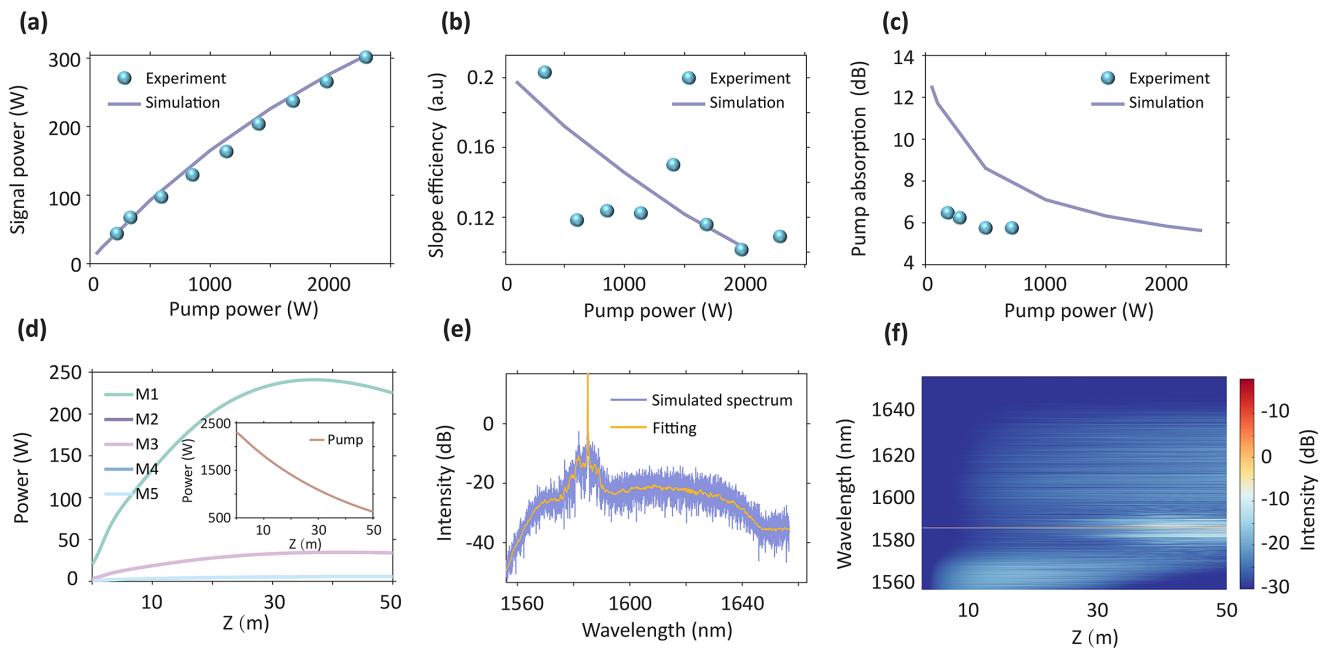 (a)
300
200
100
0
Signal power (W)
Experiment
Simulation
0
1000
2000
Pump power (W)
(b)
0.2
0.16
0.12
Slope efficiency (a.u)
Experiment
Simulation
0
1000
2000
Pump power (W)
(c)
14
12
10
8
6
4
Pump absorption (dB)
Experiment
Simulation
0
1000
2000
Pump power (W)
(d)
250
200
150
100
50
0
Power (W)
M1
M2
M3
M4
M5
2500
1500
500
Power (W)
Pump
10
30
50
Z (m)
10
30
50
Z (m)
(e)
0
-20
-40
Intensity (dB)
Simulated spectrum
Fitting
1560
1600
1640
Wavelength (nm)
(f)
1640
1620
1600
1580
1560
Wavelength (nm)
10
30
50
Z (m)
-10
0
-10
-20
-30
Intensity (dB)